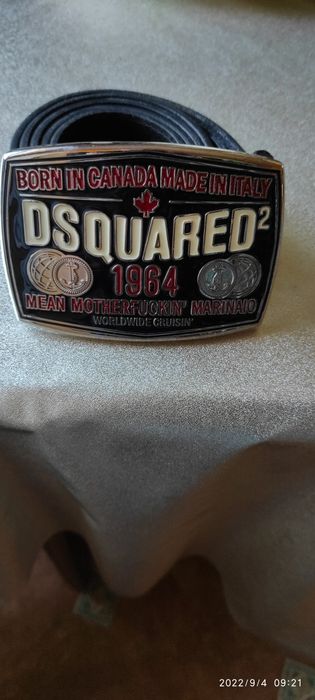 BORN IN CANADA MADE IN ITALY
DSQUARED²
1964
MEAN MOTHERFUCKIN' MARINAIO
WORLDWIDE CRUISIN'
2022/9/4 09:21